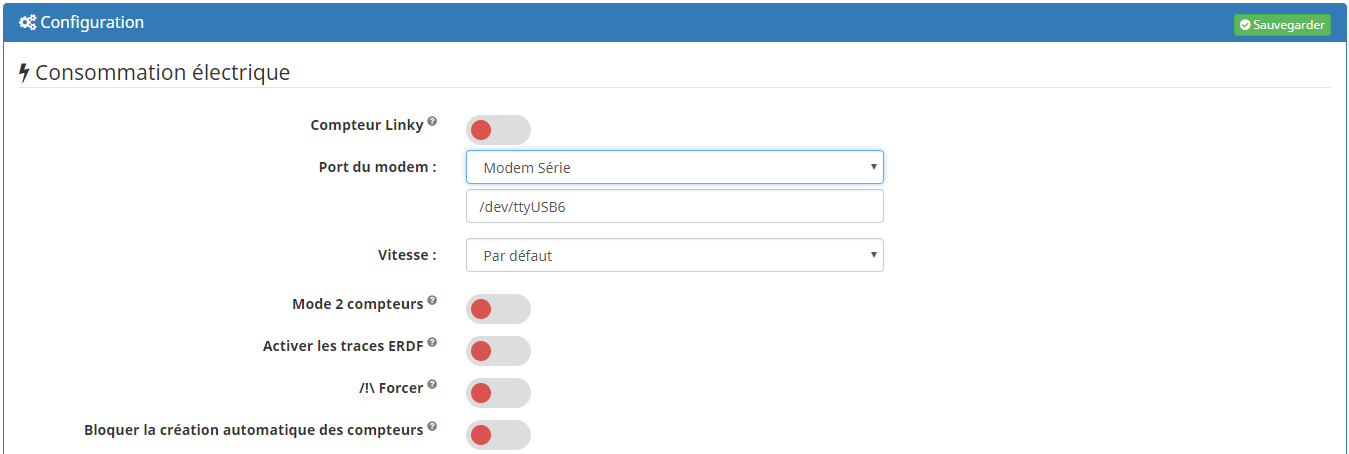 Configuration
Sauvegarder
Consommation électrique
Compteur Linky ?
Port du modem :
Modem Série
/dev/ttyUSB6
Vitesse :
Par défaut
Mode 2 compteurs ?
Activer les traces ERDF ?
/!\ Forcer ?
Bloquer la création automatique des compteurs ?